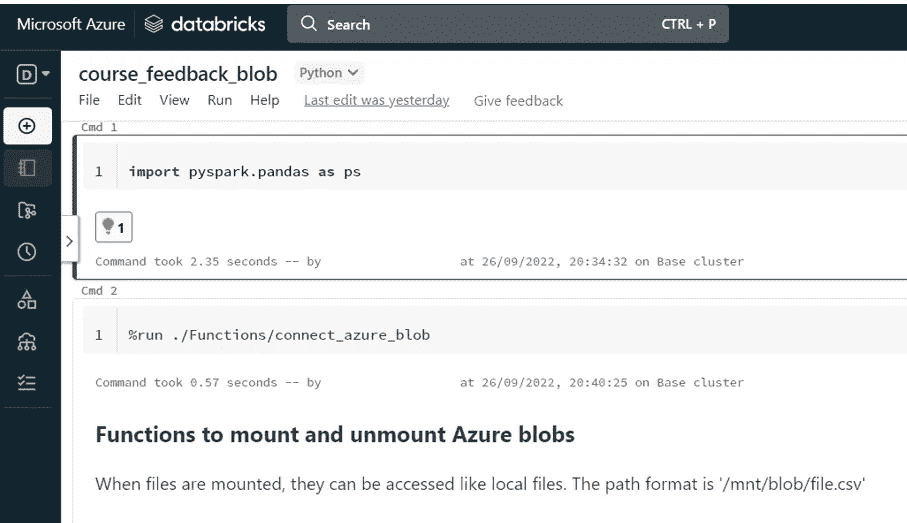 Microsoft Azure databricks Search CTRL + P
D
course_feedback_blob Python
File Edit View Run Help Last edit was yesterday Give feedback
Cmd 1
1 import pyspark.pandas as ps
1
Command took 2.35 seconds -- by at 26/09/2022, 20:34:32 on Base cluster
Cmd 2
1 %run ./Functions/connect_azure_blob
Command took 0.57 seconds -- by at 26/09/2022, 20:40:25 on Base cluster
Functions to mount and unmount Azure blobs
When files are mounted, they can be accessed like local files. The path format is '/mnt/blob/file.csv'